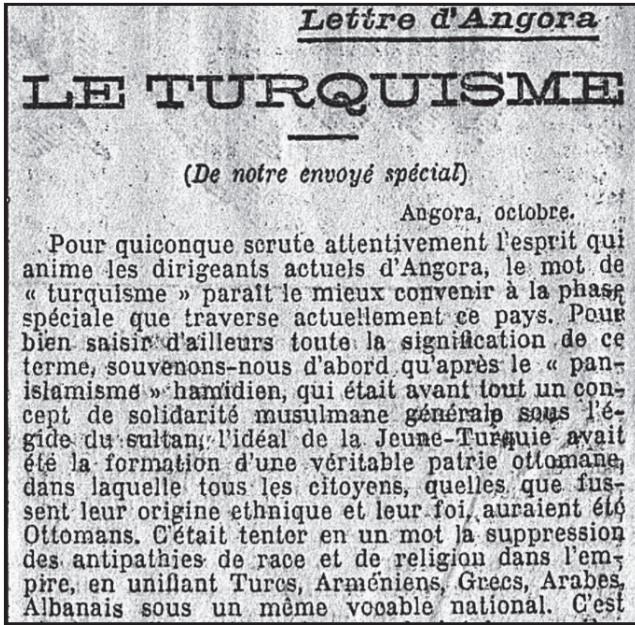 Lettre d'Angora
LE TURQUISME
(De notre envoyé spécial)
Angora, octobre.
Pour quiconque scrute attentivement l'esprit qui
anime les dirigeants actuels d'Angora, le mot de
« turquisme » paraît le mieux convenir à la phase
spéciale que traverse actuellement ce pays. Pour
bien saisir d'ailleurs toute la signification de ce
terme, souvenons-nous d'abord qu'après le « pan-
islamisme » hamidien, qui était avant tout un con-
cept de solidarité musulmane générale sous l'é-
gide du sultan, l'idéal de la Jeune-Turquie avait
été la formation d'une véritable patrie ottomane,
dans laquelle tous les citoyens, quelles que fus-
sent leur origine ethnique et leur foi, auraient été
Ottomans. C'était tenter en un mot la suppression
des antipathies de race et de religion dans l'em-
pire, en unifiant Turcs, Arméniens, Grecs, Arabes,
Albanais sous un même vocable national. C'est